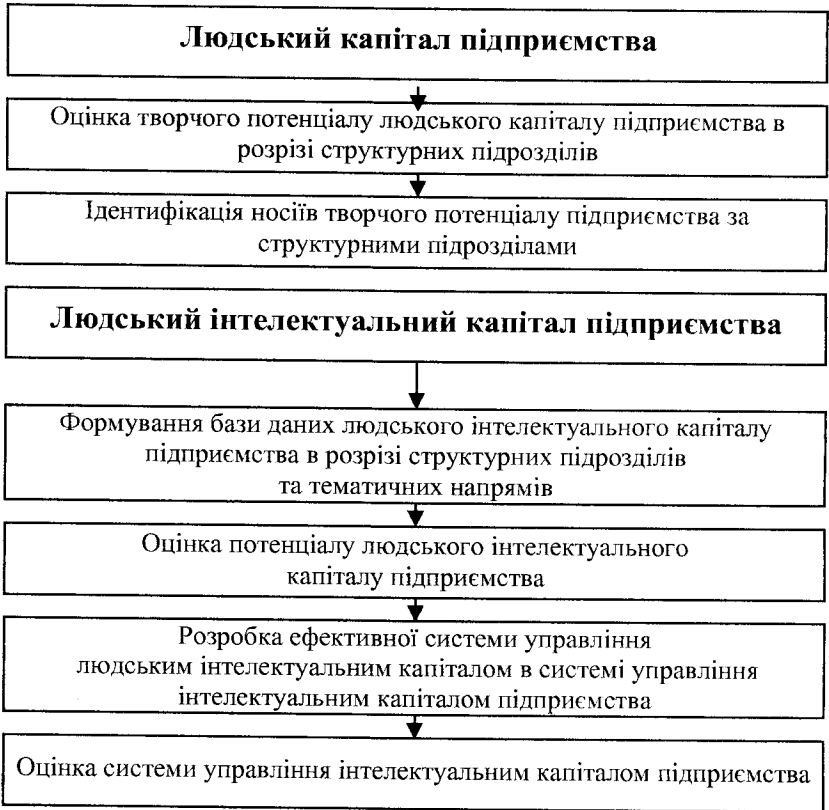 Людський капітал підприємства
Оцінка творчого потенціалу людського капіталу підприємства в
розрізі структурних підрозділів
Ідентифікація носіїв творчого потенціалу підприємства за
структурними підрозділами
Людський інтелектуальний капітал підприємства
Формування бази даних людського інтелектуального капіталу
підприємства в розрізі структурних підрозділів
та тематичних напрямів
Оцінка потенціалу людського інтелектуального
капіталу підприємства
Розробка ефективної системи управління
людським інтелектуальним капіталом в системі управління
інтелектуальним капіталом підприємства
Оцінка системи управління інтелектуальним капіталом підприємства